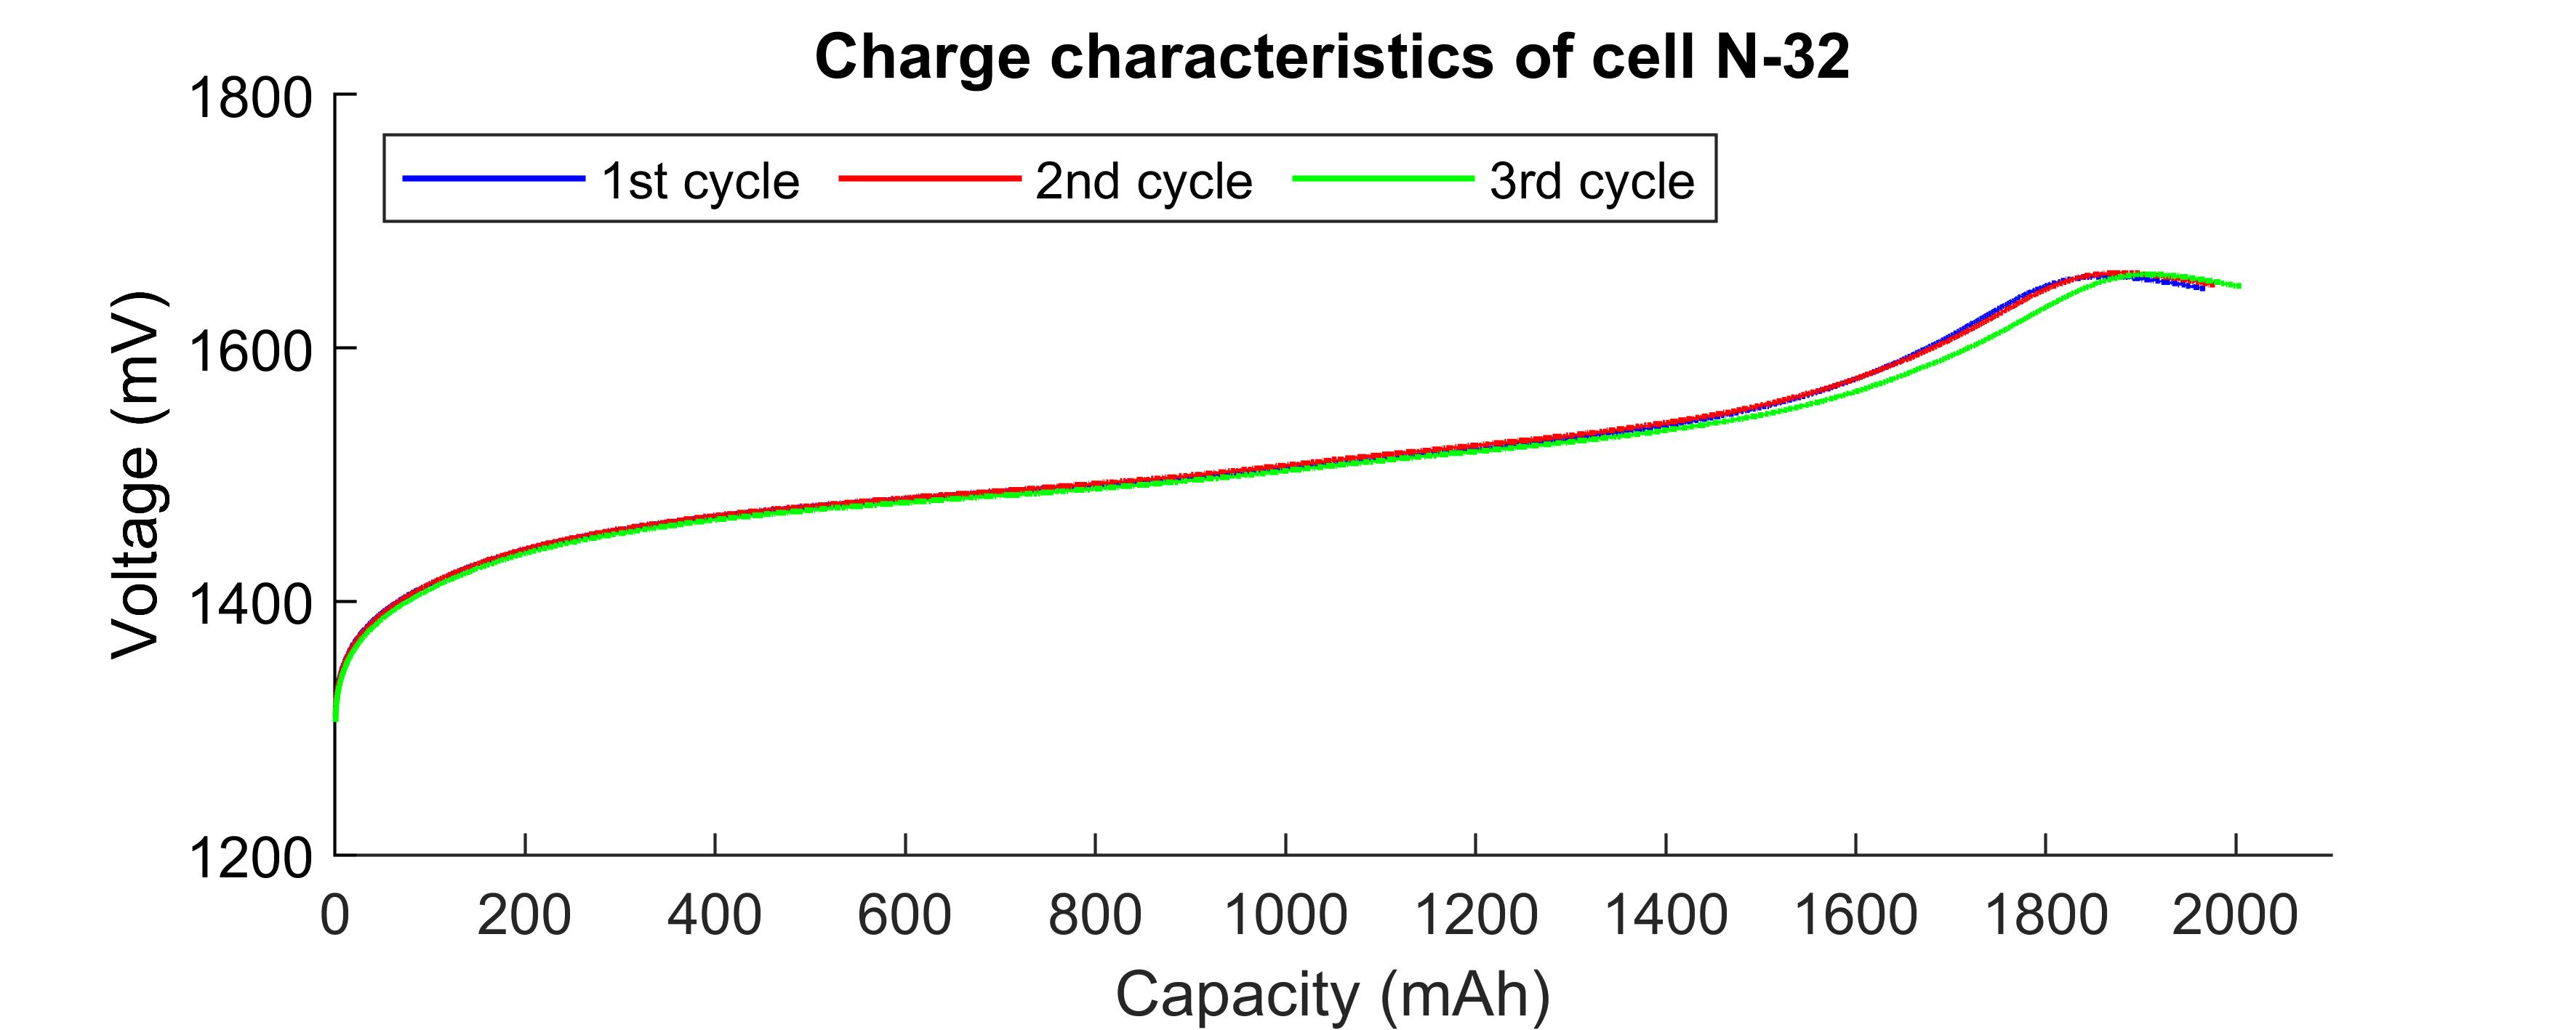 Charge characteristics of cell N-32
1800
1st cycle 2nd cycle 3rd cycle
1600
Voltage (mV)
1400
1200
0 200 400 600 800 1000 1200 1400 1600 1800 2000
Capacity (mAh)